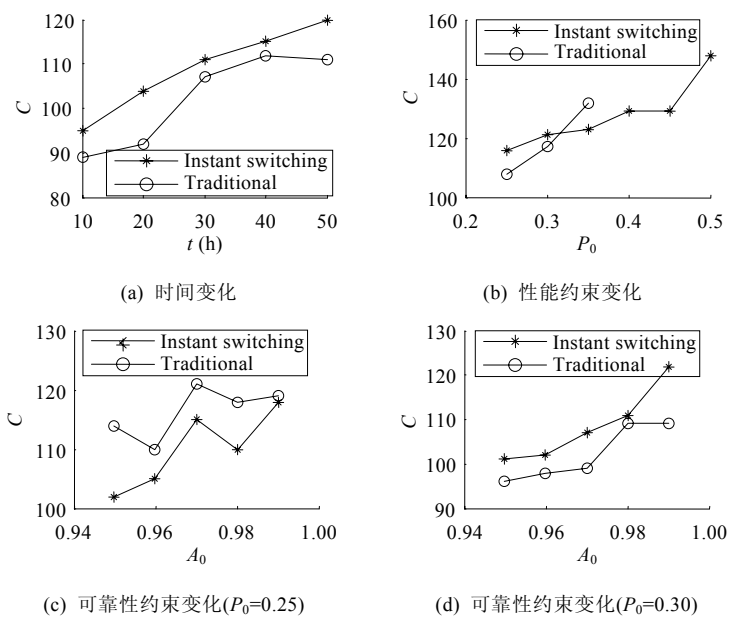 120
110
100
90
80
C
Instant switching
Traditional
10 20 30 40 50
t (h)
(a) 时间变化
160
140
120
100
C
Instant switching
Traditional
0.2 0.3 0.4 0.5
P0
(b) 性能约束变化
130
120
110
100
C
Instant switching
Traditional
0.94 0.96 0.98 1.00
A0
(c) 可靠性约束变化(P0=0.25)
130
120
110
100
90
C
Instant switching
Traditional
0.94 0.96 0.98 1.00
A0
(d) 可靠性约束变化(P0=0.30)